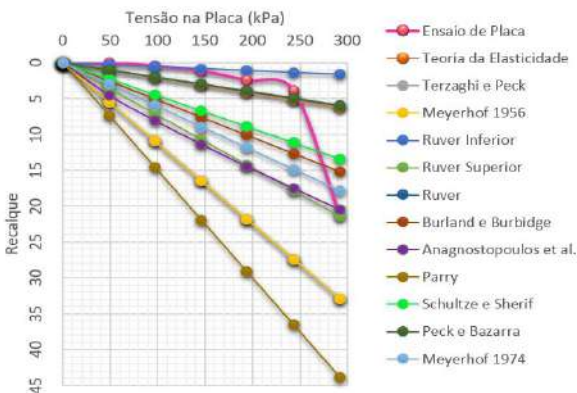 Tensão na Placa (kPa)
0 50 100 150 200 250 300
0
5
10
15
20
25
30
35
40
45
Recalque
Ensaio de Placa
Teoria da Elasticidade
Terzaghi e Peck
Meyerhof 1956
Ruver Inferior
Ruver Superior
Ruver
Burland e Burbidge
Anagnostopoulos et al.
Parry
Schultze e Sherif
Peck e Bazarra
Meyerhof 1974